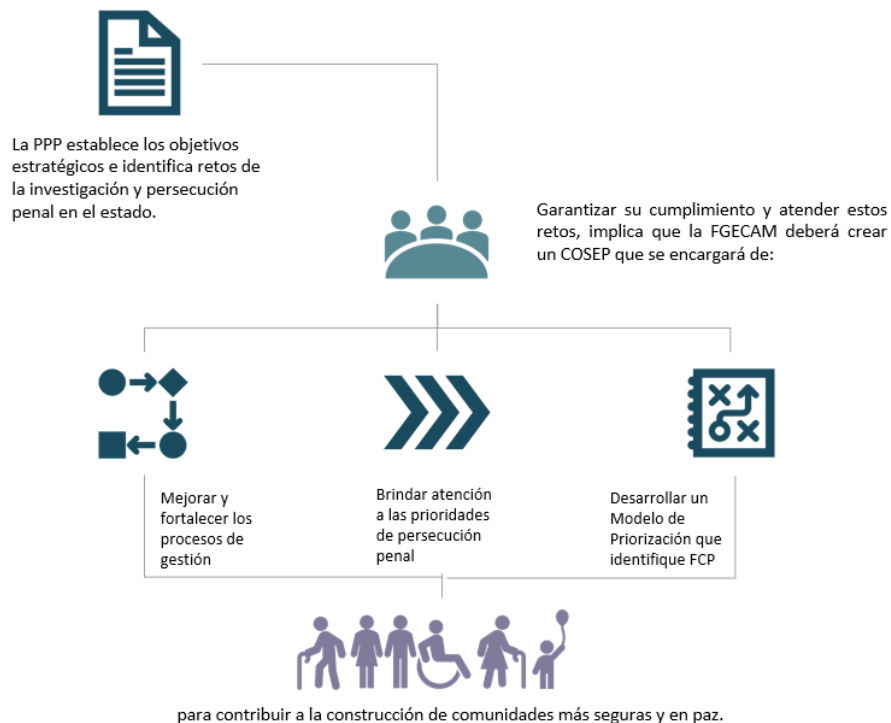 La PPP establece los objetivos
estratégicos e identifica retos de
la investigación y persecución
penal en el estado.
Garantizar su cumplimiento y atender estos
retos, implica que la FGECAM deberá crear
un COSEP que se encargará de:
Mejorar y
fortalecer los
procesos de
gestión
Brindar atención
a las prioridades
de persecución
penal
Desarrollar un
Modelo de
Priorización que
identifique FCP
para contribuir a la construcción de comunidades más seguras y en paz.